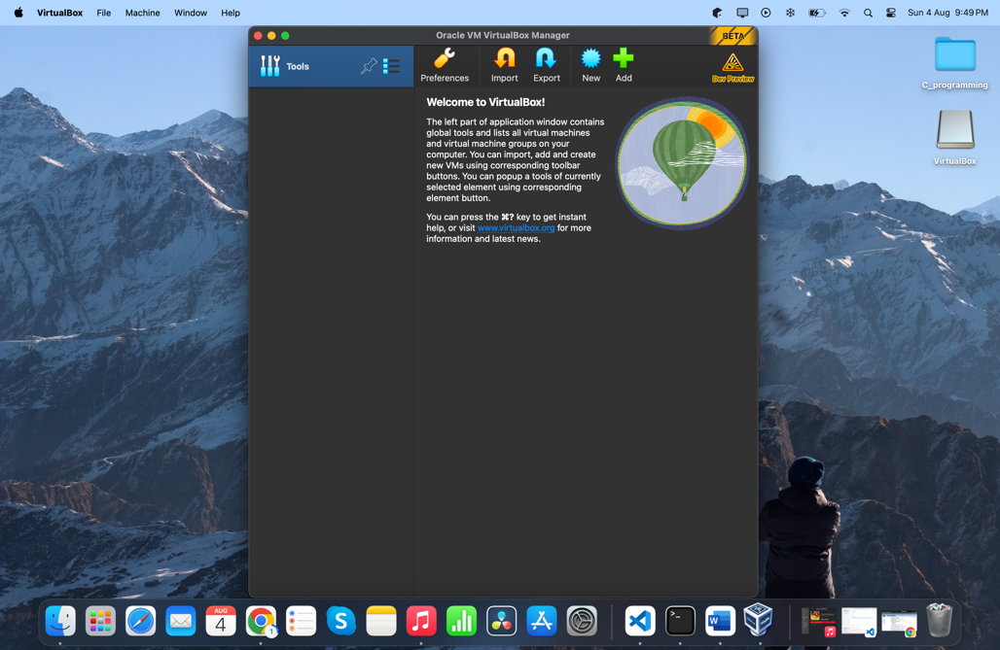 VirtualBox File Machine Window Help
Sun 4 Aug 9:49 PM
Oracle VM VirtualBox Manager
BETA
Tools
Preferences
Import
Export
New
Add
Dev Preview
Welcome to VirtualBox!
The left part of application window contains
global tools and lists all virtual machines
and virtual machine groups on your
computer. You can import, add and create
new VMs using corresponding toolbar
buttons. You can popup a tools of currently
selected element using corresponding
element button.
You can press the ⌘? key to get instant
help, or visit www.virtualbox.org for more
information and latest news.
C_programming
VirtualBox
AUG
4
1
S
W